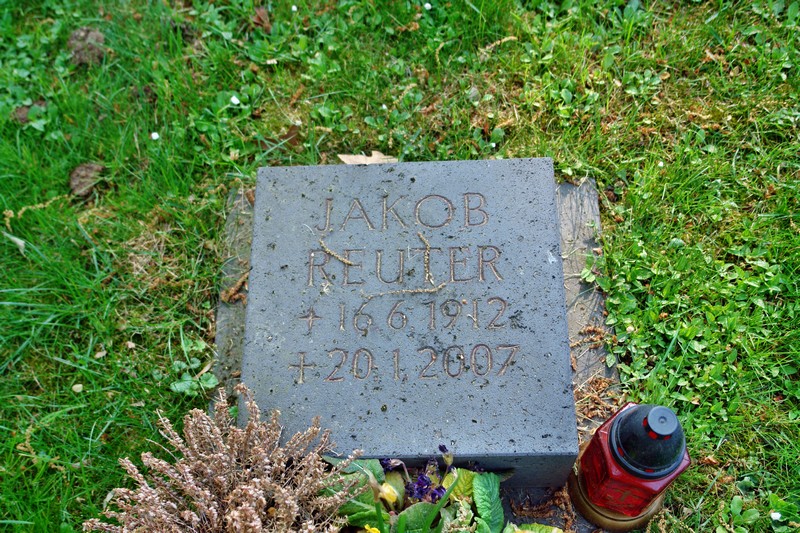 JAKOB
REUTER
* 16.6.1912
+ 20.1.2007